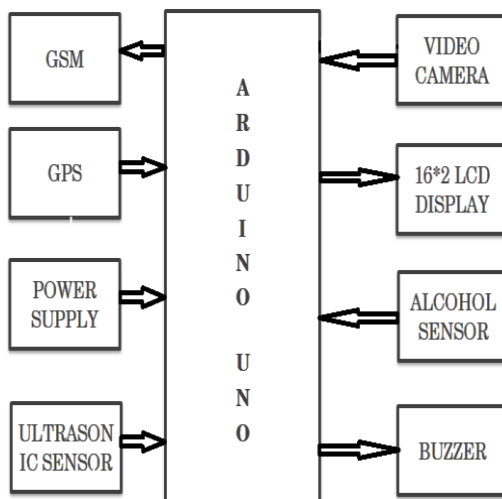 GSM
GPS
POWER
SUPPLY
ULTRASON
IC SENSOR
A
R
D
U
I
N
O
U
N
O
VIDEO
CAMERA
16*2 LCD
DISPLAY
ALCOHOL
SENSOR
BUZZER